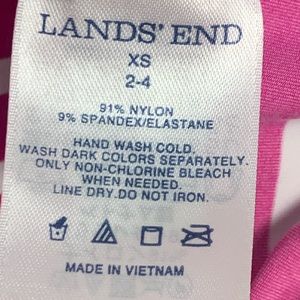 LANDS' END
XS
2-4
91% NYLON
9% SPANDEX/ELASTANE
HAND WASH COLD.
WASH DARK COLORS SEPARATELY.
ONLY NON-CHLORINE BLEACH
WHEN NEEDED.
LINE DRY.DO NOT IRON.
MADE IN VIETNAM